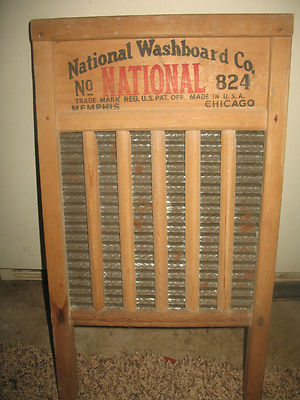 National Washboard Co.
No NATIONAL 824
TRADE MARK REG. U.S. PAT. OFF. MADE IN U.S.A.
MEMPHIS CHICAGO